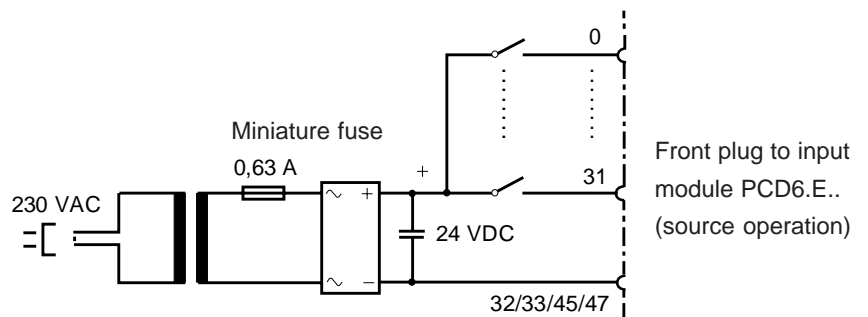 0
Miniature fuse
0,63 A
+
31
230 VAC
~ +
24 VDC
~ −
32/33/45/47
Front plug to input
module PCD6.E..
(source operation)